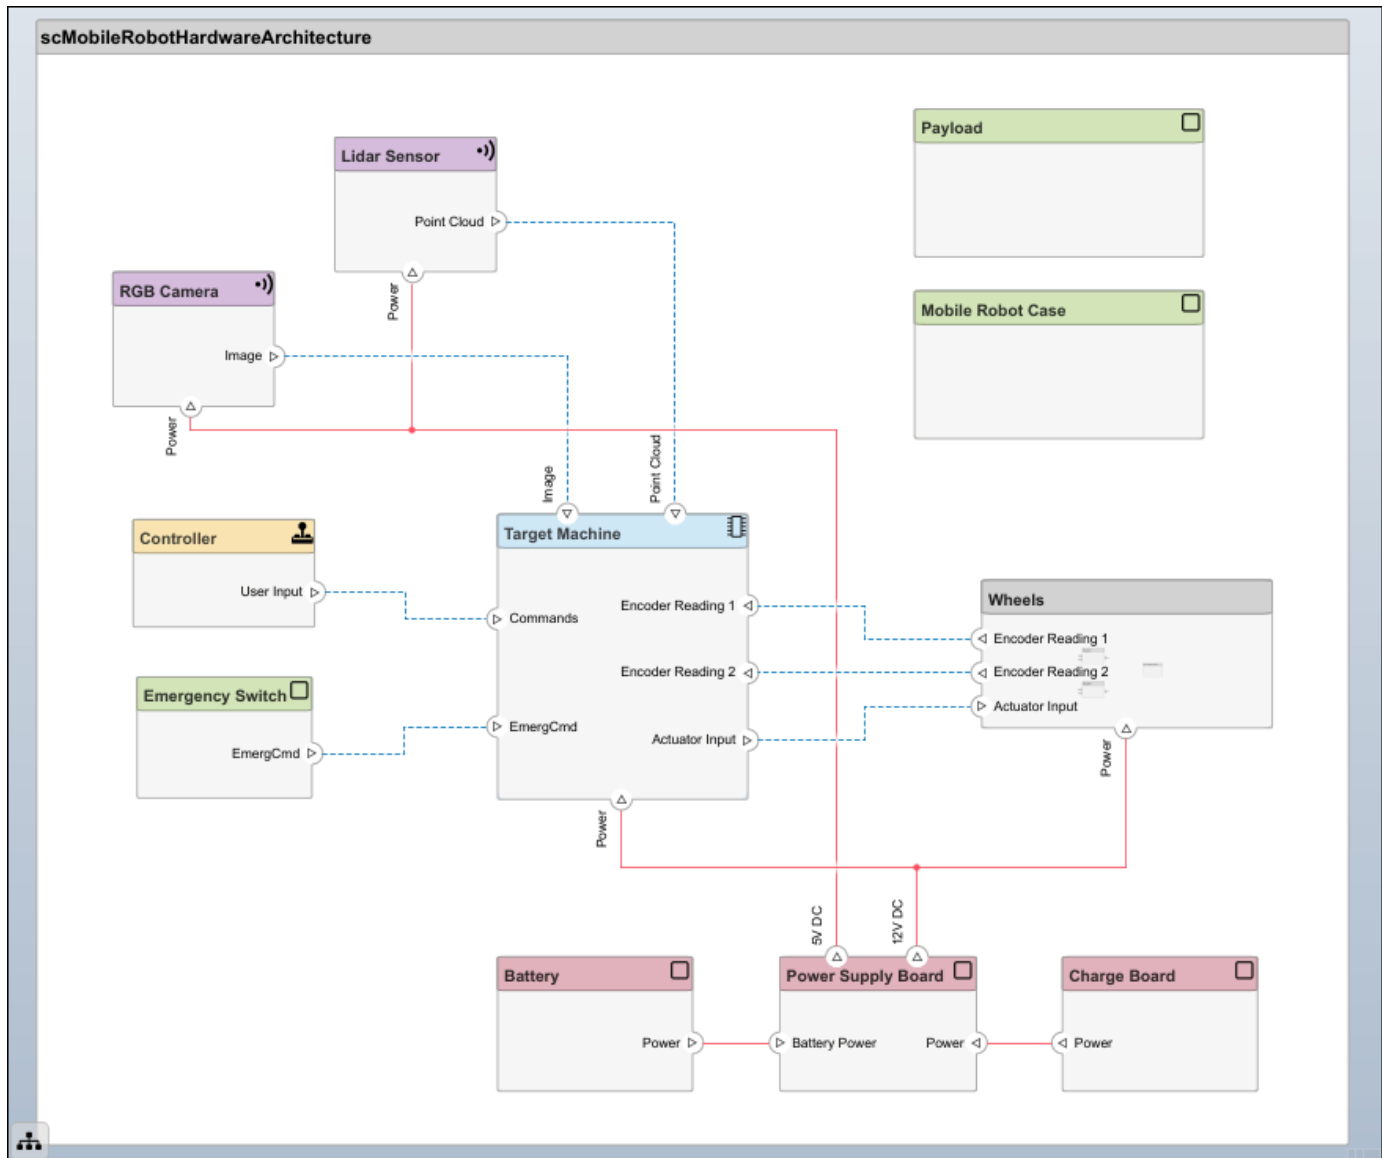 scMobileRobotHardwareArchitecture
Payload
Lidar Sensor
Point Cloud
Power
Mobile Robot Case
RGB Camera
Image
Power
Image
Point Cloud
Controller
User Input
Target Machine
Commands
EmergCmd
Encoder Reading 1
Encoder Reading 2
Actuator Input
Power
Wheels
Encoder Reading 1
Encoder Reading 2
Actuator Input
Power
Emergency Switch
EmergCmd
5V DC
12V DC
Battery
Power
Power Supply Board
Battery Power
Power
Charge Board
Power